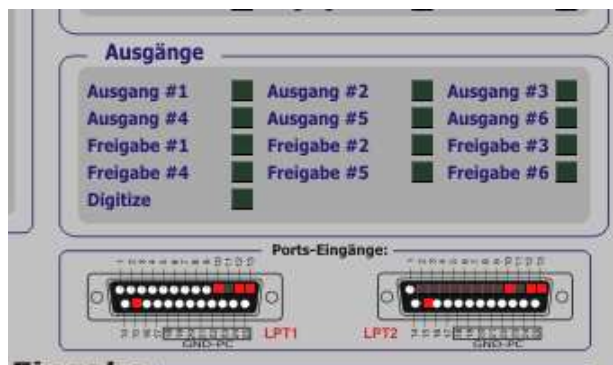 Ausgänge
Ausgang #1 Ausgang #2 Ausgang #3
Ausgang #4 Ausgang #5 Ausgang #6
Freigabe #1 Freigabe #2 Freigabe #3
Freigabe #4 Freigabe #5 Freigabe #6
Digitize
Ports-Eingänge:
LPT1 LPT2
GND-PC GND-PC